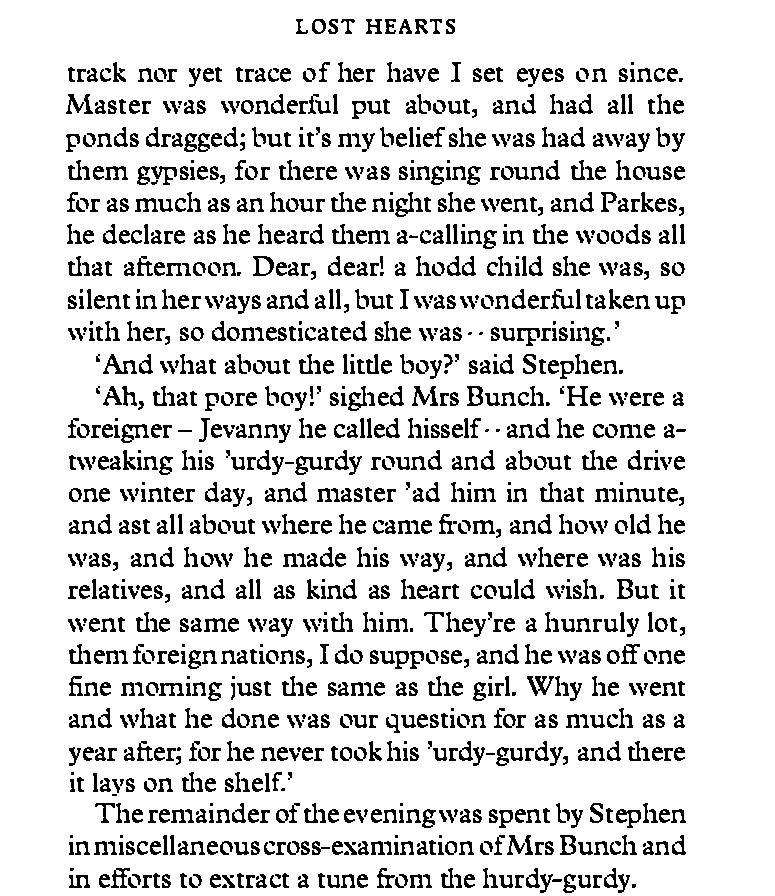 LOST HEARTS
track nor yet trace of her have I set eyes on since.
Master was wonderful put about, and had all the
ponds dragged; but it's my belief she was had away by
them gypsies, for there was singing round the house
for as much as an hour the night she went, and Parkes,
he declare as he heard them a-calling in the woods all
that afternoon. Dear, dear! a hodd child she was, so
silent in her ways and all, but I was wonderful taken up
with her, so domesticated she was -- surprising.'
'And what about the little boy?' said Stephen.
'Ah, that pore boy!' sighed Mrs Bunch. 'He were a
foreigner – Jevanny he called hisself -- and he come a-
tweaking his 'urdy-gurdy round and about the drive
one winter day, and master 'ad him in that minute,
and ast all about where he came from, and how old he
was, and how he made his way, and where was his
relatives, and all as kind as heart could wish. But it
went the same way with him. They're a hunruly lot,
them foreign nations, I do suppose, and he was off one
fine morning just the same as the girl. Why he went
and what he done was our question for as much as a
year after; for he never took his 'urdy-gurdy, and there
it lays on the shelf.'
The remainder of the evening was spent by Stephen
in miscellaneous cross-examination of Mrs Bunch and
in efforts to extract a tune from the hurdy-gurdy.